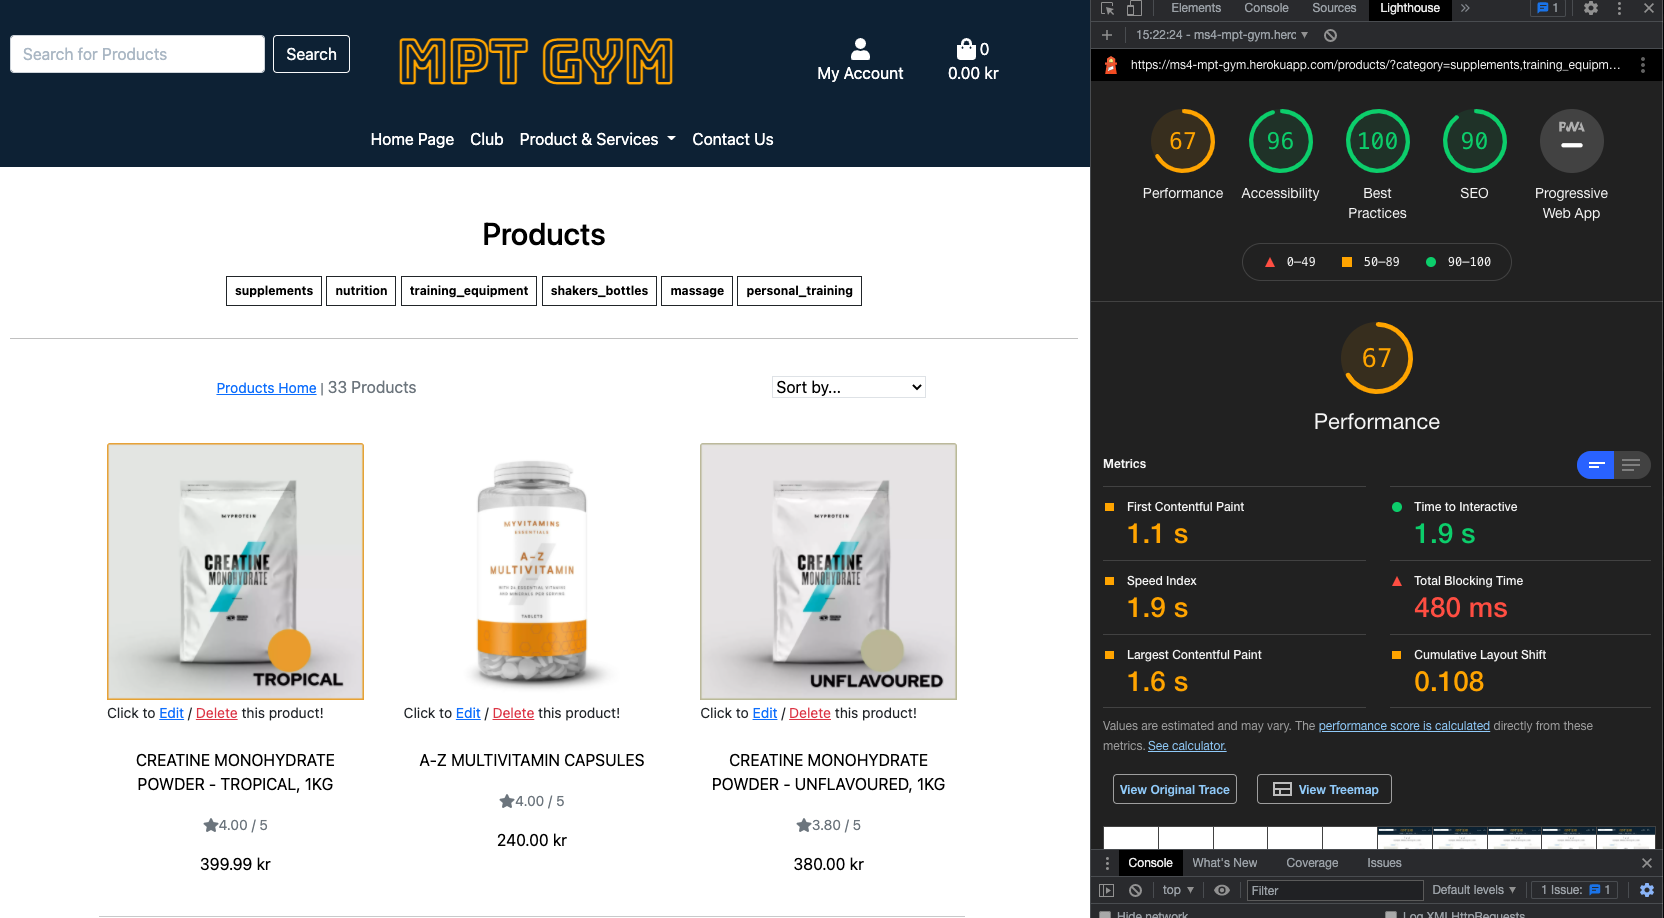 Search for Products
Search
MPT GYM
My Account
0
0.00 kr
Home Page
Club
Product & Services
Contact Us
Products
supplements
nutrition
training_equipment
shakers_bottles
massage
personal_training
Products Home | 33 Products
Sort by...
MYPROTEIN
CREATINE
MONOHYDRATE
TROPICAL
Click to Edit / Delete this product!
CREATINE MONOHYDRATE
POWDER - TROPICAL, 1KG
4.00 / 5
399.99 kr
MYVITAMINS
ESSENTIALS
A-Z
MULTIVITAMIN
WITH 24 ESSENTIAL VITAMINS
AND MINERALS PER SERVING
TABLETS
Click to Edit / Delete this product!
A-Z MULTIVITAMIN CAPSULES
4.00 / 5
240.00 kr
MYPROTEIN
CREATINE
MONOHYDRATE
UNFLAVOURED
Click to Edit / Delete this product!
CREATINE MONOHYDRATE
POWDER - UNFLAVOURED, 1KG
3.80 / 5
380.00 kr
Elements
Console
Sources
Lighthouse
1
15:22:24 - ms4-mpt-gym.herc
https://ms4-mpt-gym.herokuapp.com/products/?category=supplements,training_equipm...
67
Performance
96
Accessibility
100
Best
Practices
90
SEO
PWA
Progressive
Web App
0–49
50–89
90–100
67
Performance
Metrics
First Contentful Paint
1.1 s
Time to Interactive
1.9 s
Speed Index
1.9 s
Total Blocking Time
480 ms
Largest Contentful Paint
1.6 s
Cumulative Layout Shift
0.108
Values are estimated and may vary. The performance score is calculated directly from these
metrics. See calculator.
View Original Trace
View Treemap
Console
What's New
Coverage
Issues
top
Filter
Default levels
1 Issue: 1
Hide network
Log XMLHttpRequests